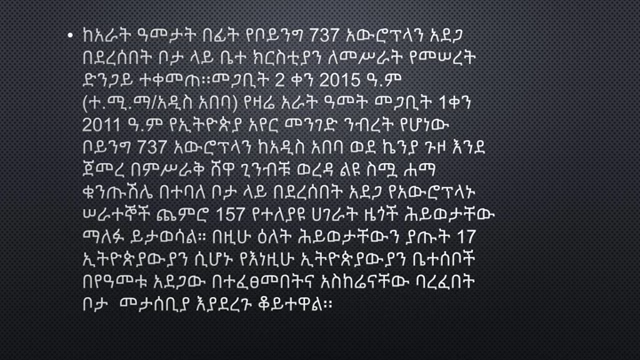 • ከአራት ዓመታት በፊት የቦይንግ 737 አውሮፕላን አደጋ
በደረሰበት ቦታ ላይ ቤተ ክርስቲያን ለመሥራት የመሠረት
ድንጋይ ተቀመጠ፡፡መጋቢት 2 ቀን 2015 ዓ.ም
(ተ.ሚ.ማ/አዲስ አበባ) የዛሬ አራት ዓመት መጋቢት 1ቀን
2011 ዓ.ም የኢትዮጵያ አየር መንገድ ንብረት የሆነው
ቦይንግ 737 አውሮፕላን ከአዲስ አበባ ወደ ኬንያ ጉዞ እንደ
ጀመረ በምሥራቅ ሸዋ ጊንብቹ ወረዳ ልዩ ስሟ ሐማ
ቁንጡሽሌ በተባለ ቦታ ላይ በደረሰበት አደጋ የአውሮፕላኑ
ሠራተኞች ጨምሮ 157 የተለያዩ ሀገራት ዜጎች ሕይወታቸው
ማለፉ ይታወሳል። በዚሁ ዕለት ሕይወታቸውን ያጡት 17
ኢትዮጵያውያን ሲሆኑ የእነዚሁ ኢትዮጵያውያን ቤተሰቦች
በየዓመቱ አደጋው በተፈፀመበትና አስከሬናቸው ባረፈበት
ቦታ መታሰቢያ እያደረጉ ቆይተዋል፡፡